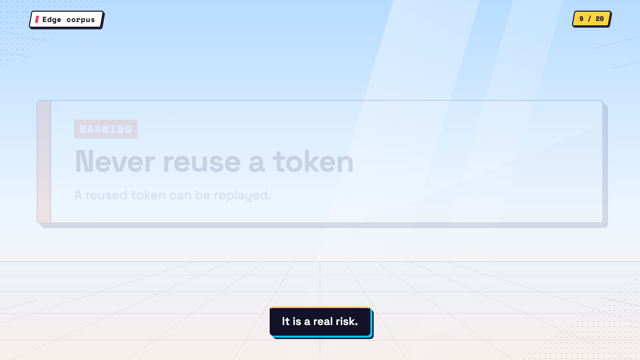 Edge corpus
9 / 20
WARNING
Never reuse a token
A reused token can be replayed.
It is a real risk.